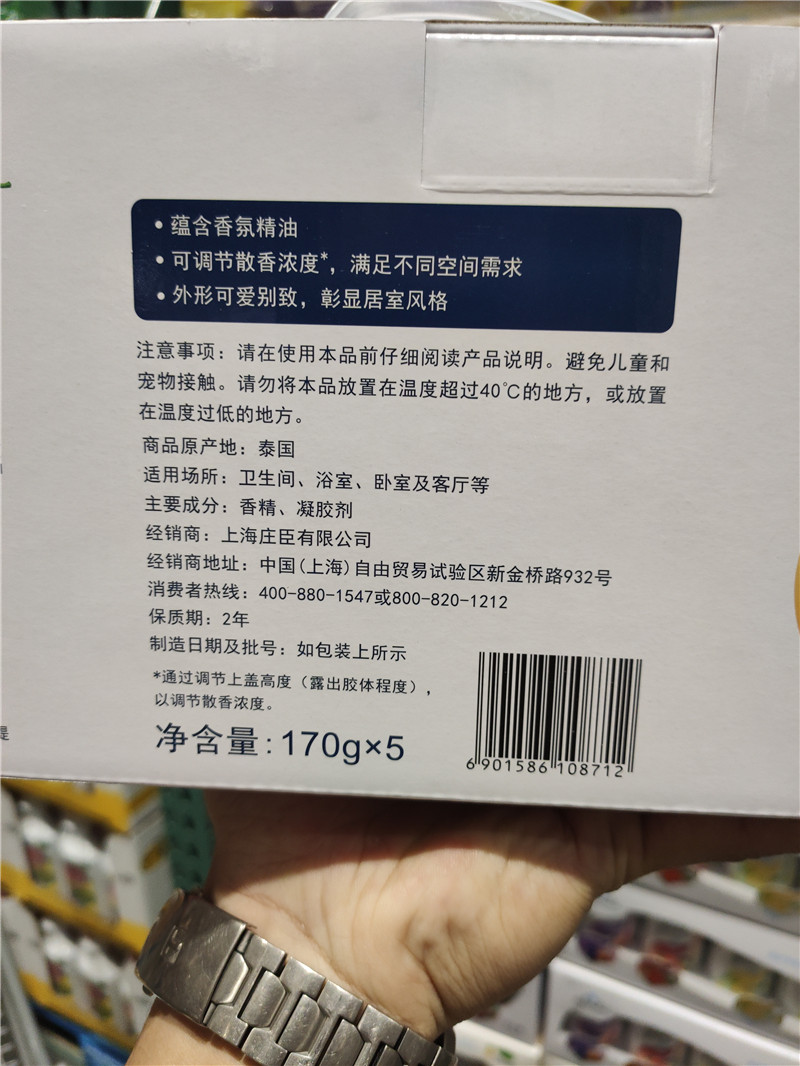 • 蕴含香氛精油
• 可调节散香浓度*，满足不同空间需求
• 外形可爱别致，彰显居室风格
注意事项：请在使用本品前仔细阅读产品说明。避免儿童和
宠物接触。请勿将本品放置在温度超过40℃的地方，或放置
在温度过低的地方。
商品原产地：泰国
适用场所：卫生间、浴室、卧室及客厅等
主要成分：香精、凝胶剂
经销商：上海庄臣有限公司
经销商地址：中国(上海)自由贸易试验区新金桥路932号
消费者热线：400-880-1547或800-820-1212
保质期：2年
制造日期及批号：如包装上所示
*通过调节上盖高度（露出胶体程度），
以调节散香浓度。
净含量:170g×5
6 901586 108712